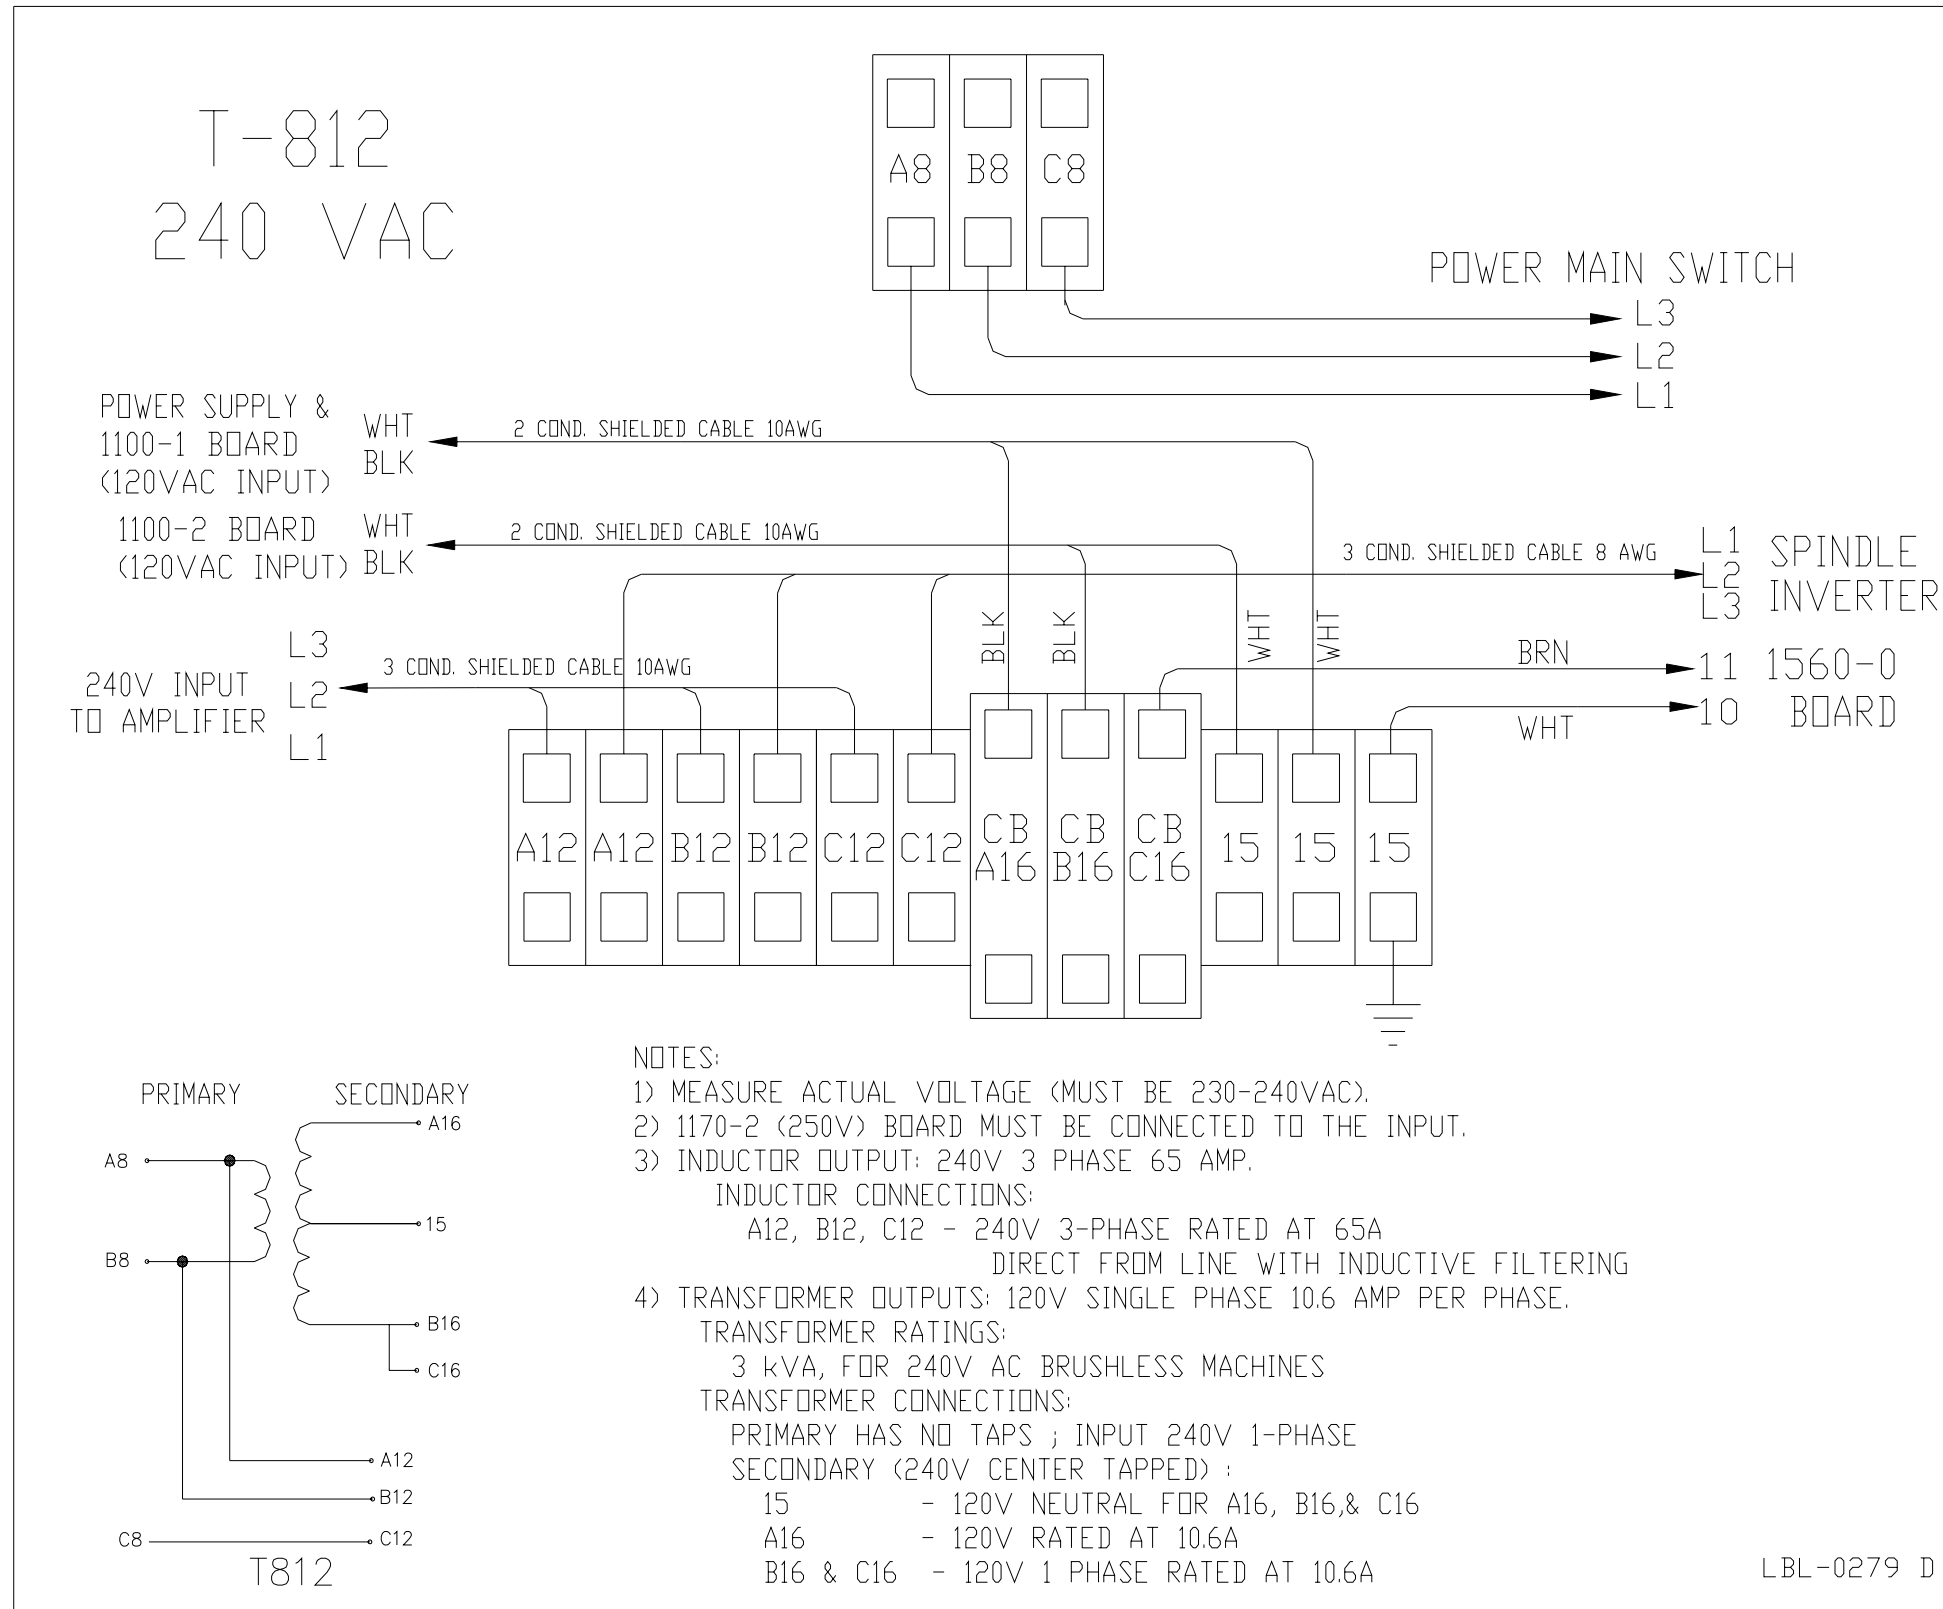 T-812
240 VAC
A8 B8 C8
POWER MAIN SWITCH
L3
L2
L1
POWER SUPPLY &
1100-1 BOARD
(120VAC INPUT)
WHT
BLK
2 COND. SHIELDED CABLE 10AWG
1100-2 BOARD
(120VAC INPUT)
WHT
BLK
2 COND. SHIELDED CABLE 10AWG
3 COND. SHIELDED CABLE 8 AWG
L1
L2
L3
SPINDLE
INVERTER
BLK
BLK
WHT
WHT
L3
L2
L1
240V INPUT
TO AMPLIFIER
3 COND. SHIELDED CABLE 10AWG
BRN
WHT
11
10
1560-0
BOARD
A12 A12 B12 B12 C12 C12
CB
A16
CB
B16
CB
C16
15 15 15
PRIMARY
SECONDARY
A16
A8
15
B8
B16
C16
A12
B12
C8
C12
T812
NOTES:
1) MEASURE ACTUAL VOLTAGE (MUST BE 230-240VAC).
2) 1170-2 (250V) BOARD MUST BE CONNECTED TO THE INPUT.
3) INDUCTOR OUTPUT: 240V 3 PHASE 65 AMP.
INDUCTOR CONNECTIONS:
A12, B12, C12 - 240V 3-PHASE RATED AT 65A
DIRECT FROM LINE WITH INDUCTIVE FILTERING
4) TRANSFORMER OUTPUTS: 120V SINGLE PHASE 10.6 AMP PER PHASE.
TRANSFORMER RATINGS:
3 kVA, FOR 240V AC BRUSHLESS MACHINES
TRANSFORMER CONNECTIONS:
PRIMARY HAS NO TAPS ; INPUT 240V 1-PHASE
SECONDARY (240V CENTER TAPPED) :
15 - 120V NEUTRAL FOR A16, B16,& C16
A16 - 120V RATED AT 10.6A
B16 & C16 - 120V 1 PHASE RATED AT 10.6A
LBL-0279 D